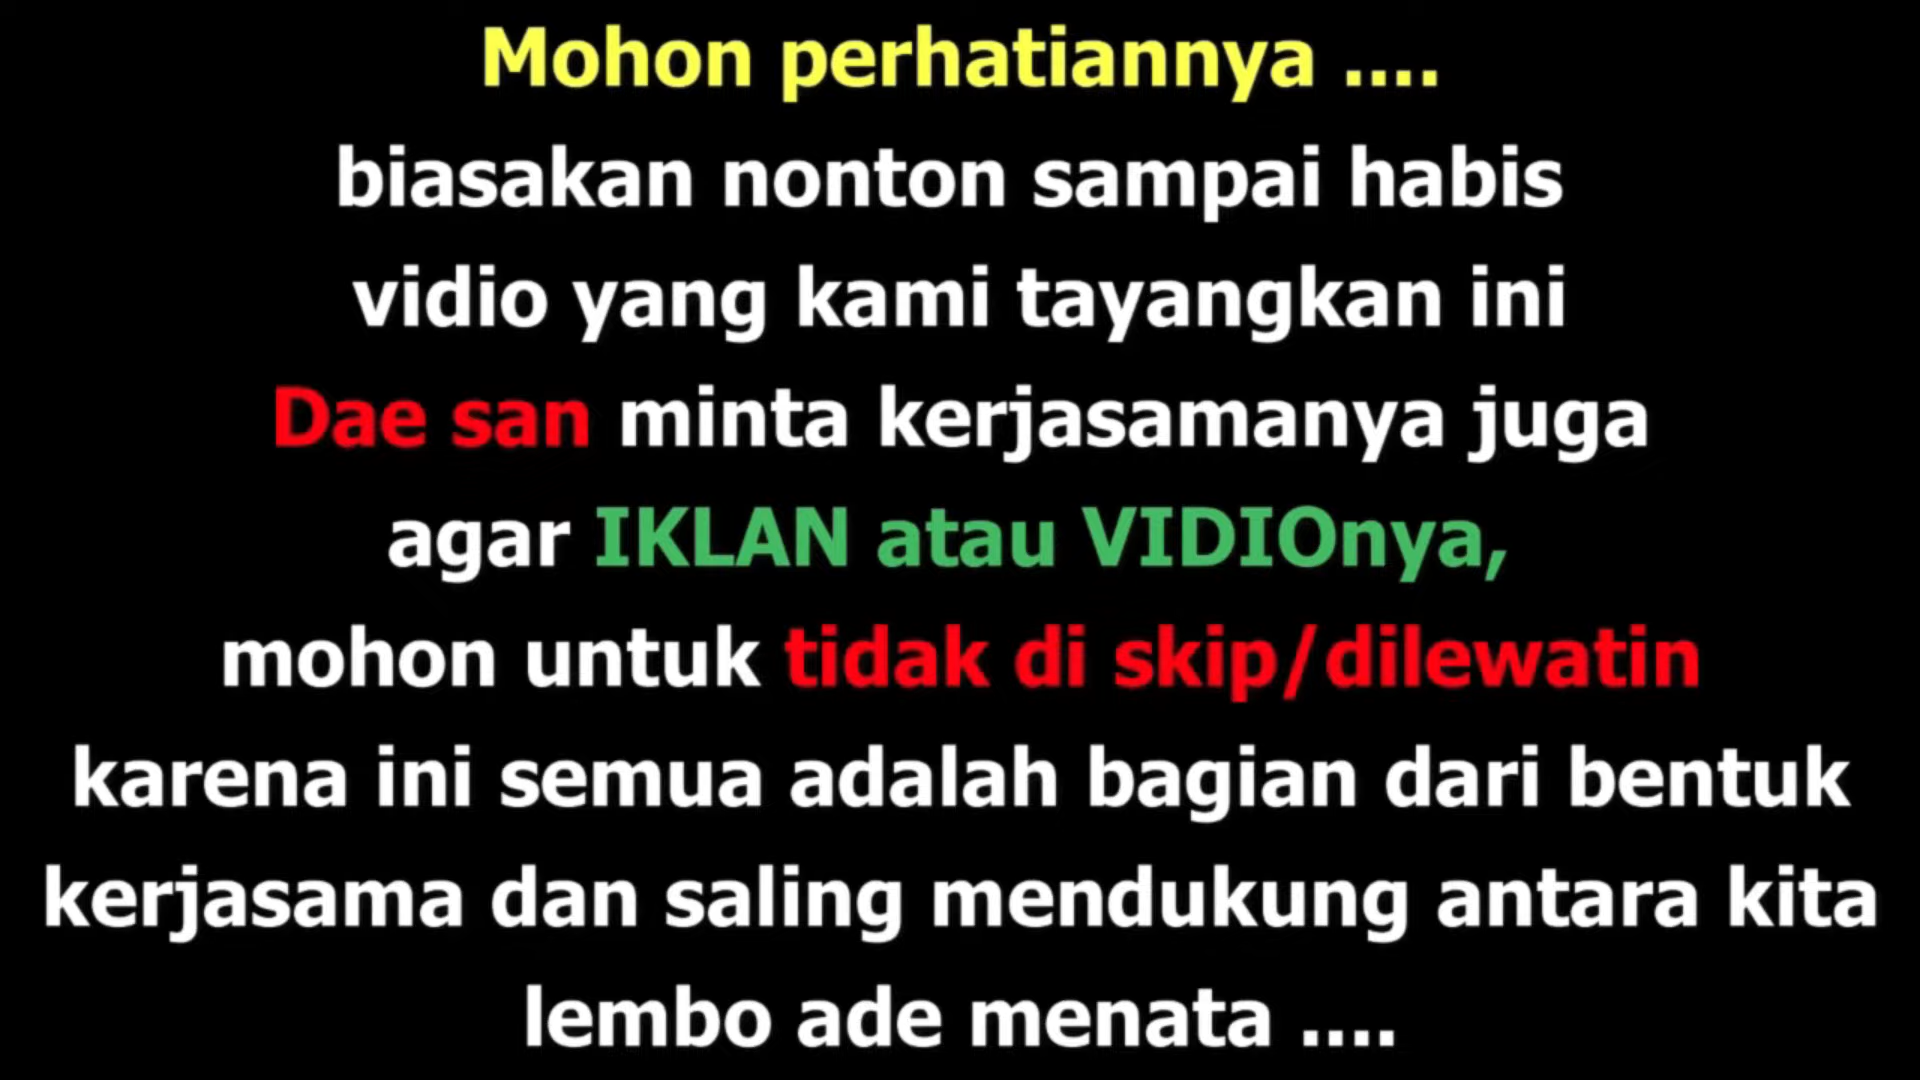 Mohon perhatiannya ....
biasakan nonton sampai habis
vidio yang kami tayangkan ini
Dae san minta kerjasamanya juga
agar IKLAN atau VIDIOnya,
mohon untuk tidak di skip/dilewatin
karena ini semua adalah bagian dari bentuk
kerjasama dan saling mendukung antara kita
lembo ade menata ....